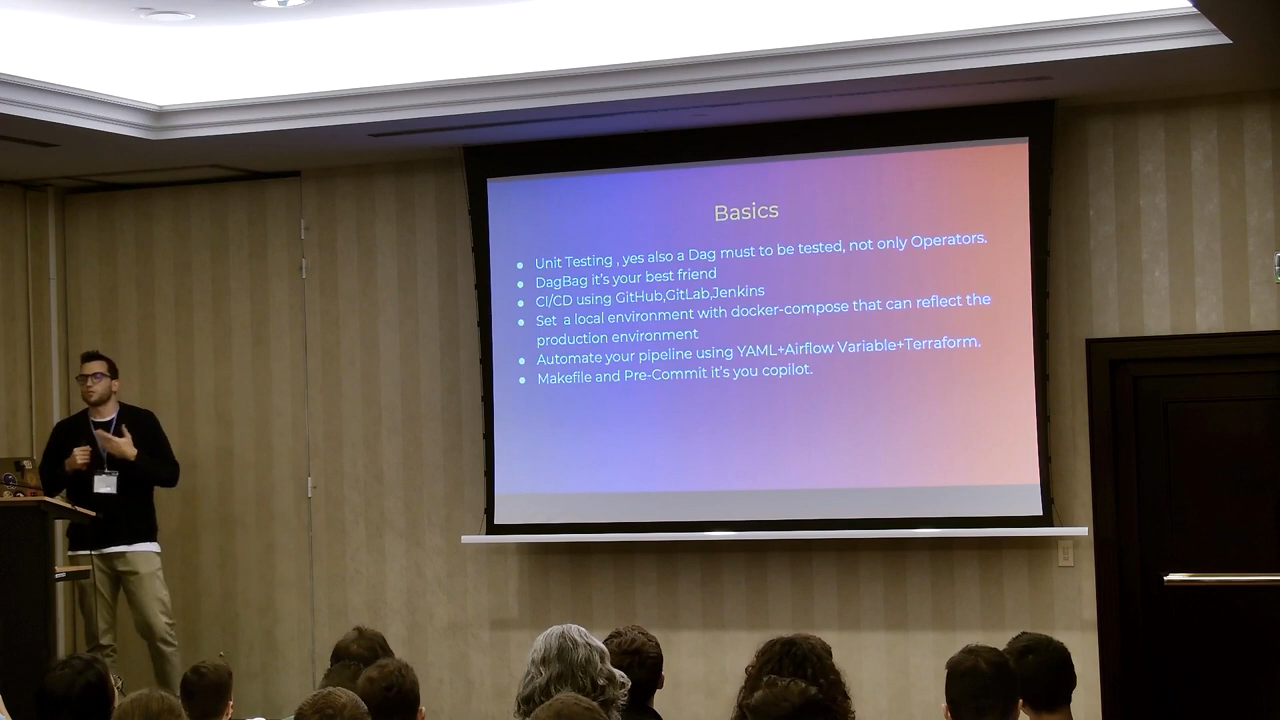 Basics
Unit Testing , yes also a Dag must to be tested, not only Operators.
DagBag it's your best friend
CI/CD using GitHub,GitLab,Jenkins
Set a local environment with docker-compose that can reflect the
production environment
Automate your pipeline using YAML+Airflow Variable+Terraform.
Makefile and Pre-Commit it's you copilot.